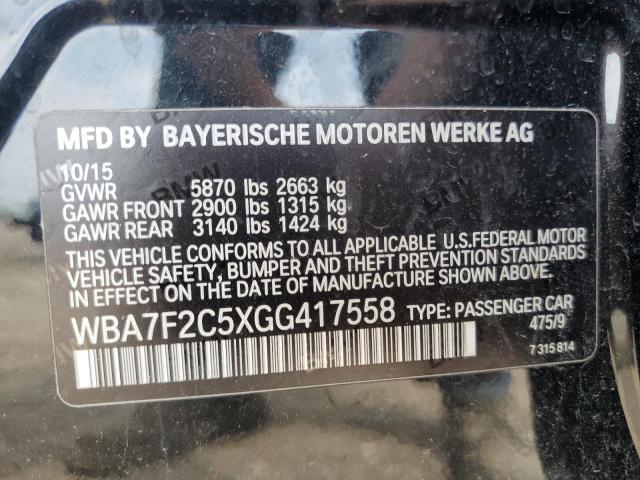 MFD BY BAYERISCHE MOTOREN WERKE AG
10/15
GVWR 5870 lbs 2663 kg
GAWR FRONT 2900 lbs 1315 kg
GAWR REAR 3140 lbs 1424 kg
THIS VEHICLE CONFORMS TO ALL APPLICABLE U.S.FEDERAL MOTOR
VEHICLE SAFETY, BUMPER AND THEFT PREVENTION STANDARDS
IN EFFECT ON THE DATE OF MANUFACTURE SHOWN ABOVE.
WBA7F2C5XGG417558 TYPE: PASSENGER CAR
475/9
7 315 814